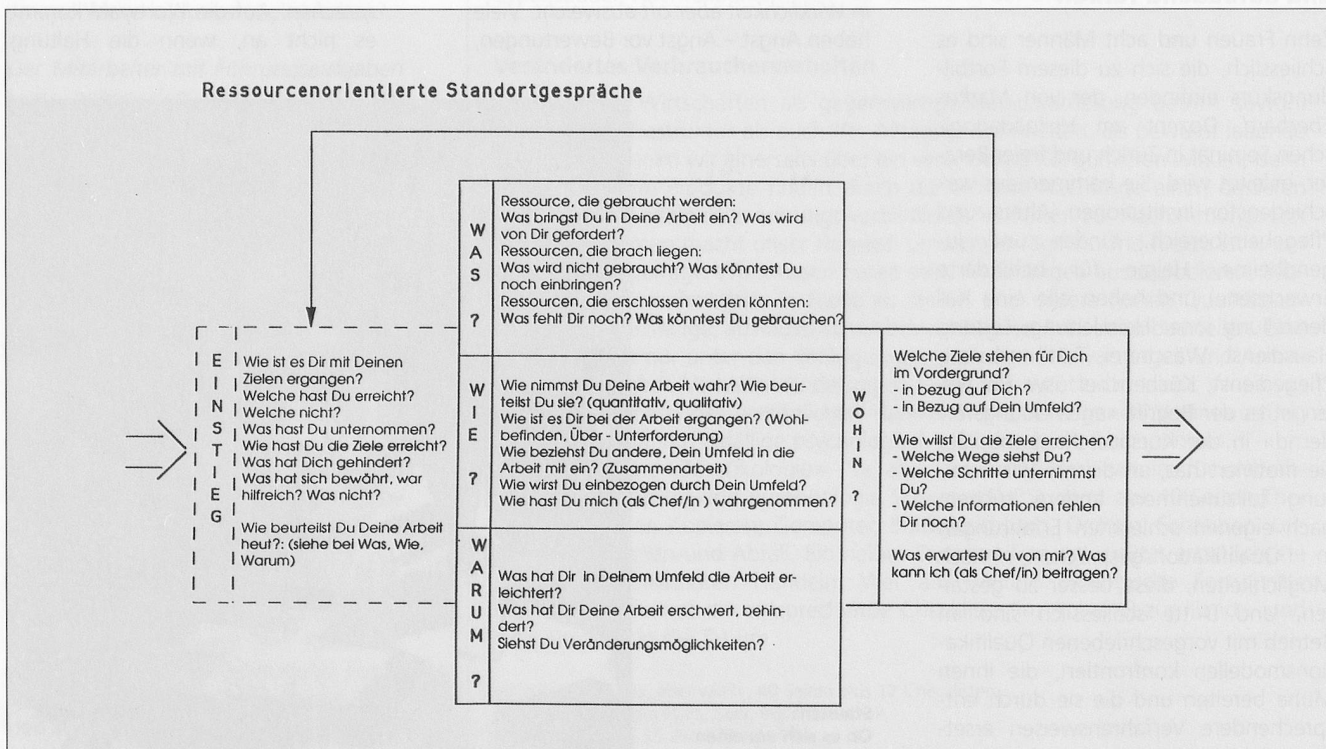 Ressourcenorientierte Standortgespräche
EINSTIEG
Wie ist es Dir mit Deinen
Zielen ergangen?
Welche hast Du erreicht?
Welche nicht?
Was hast Du unternommen?
Wie hast Du die Ziele erreicht?
Was hat Dich gehindert?
Was hat sich bewährt, war
hilfreich? Was nicht?
Wie beurteilst Du Deine Arbeit
heut?: (siehe bei Was, Wie,
Warum)
WAS?
Ressource, die gebraucht werden:
Was bringst Du in Deine Arbeit ein? Was wird
von Dir gefordert?
Ressourcen, die brach liegen:
Was wird nicht gebraucht? Was könntest Du
noch einbringen?
Ressourcen, die erschlossen werden könnten:
Was fehlt Dir noch? Was könntest Du gebrauchen?
WIE?
Wie nimmst Du Deine Arbeit wahr? Wie beur-
teilst Du sie? (quantitativ, qualitativ)
Wie ist es Dir bei der Arbeit ergangen? (Wohl-
befinden, Über - Unterforderung)
Wie beziehst Du andere, Dein Umfeld in die
Arbeit mit ein? (Zusammenarbeit)
Wie wirst Du einbezogen durch Dein Umfeld?
Wie hast Du mich (als Chef/in ) wahrgenommen?
WARUM?
Was hat Dir in Deinem Umfeld die Arbeit er-
leichtert?
Was hat Dir Deine Arbeit erschwert, behin-
dert?
Siehst Du Veränderungsmöglichkeiten?
WOHIN?
Welche Ziele stehen für Dich
im Vordergrund?
- in bezug auf Dich?
- in Bezug auf Dein Umfeld?
Wie willst Du die Ziele erreichen?
- Welche Wege siehst Du?
- Welche Schritte unternimmst
Du?
- Welche Informationen fehlen
Dir noch?
Was erwartest Du von mir? Was
kann ich (als Chef/in) beitragen?